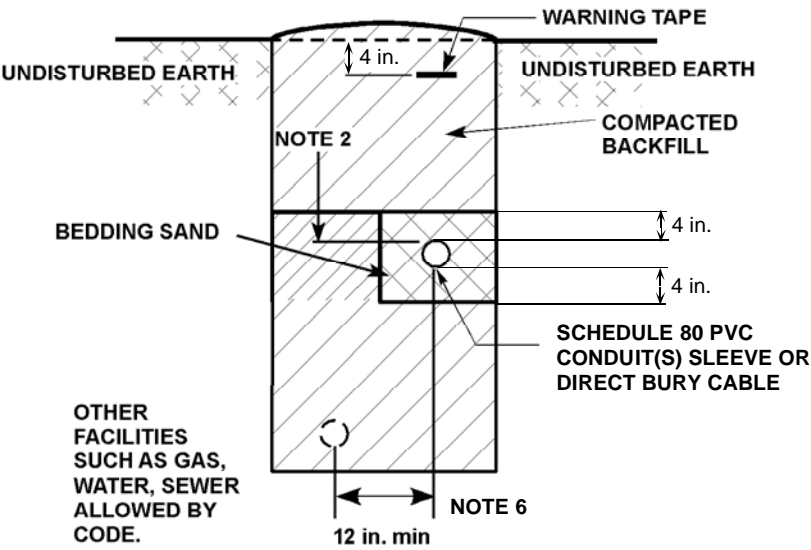 WARNING TAPE
4 in.
UNDISTURBED EARTH
UNDISTURBED EARTH
COMPACTED
BACKFILL
NOTE 2
BEDDING SAND
4 in.
4 in.
SCHEDULE 80 PVC
CONDUIT(S) SLEEVE OR
DIRECT BURY CABLE
OTHER
FACILITIES
SUCH AS GAS,
WATER, SEWER
ALLOWED BY
CODE.
NOTE 6
12 in. min